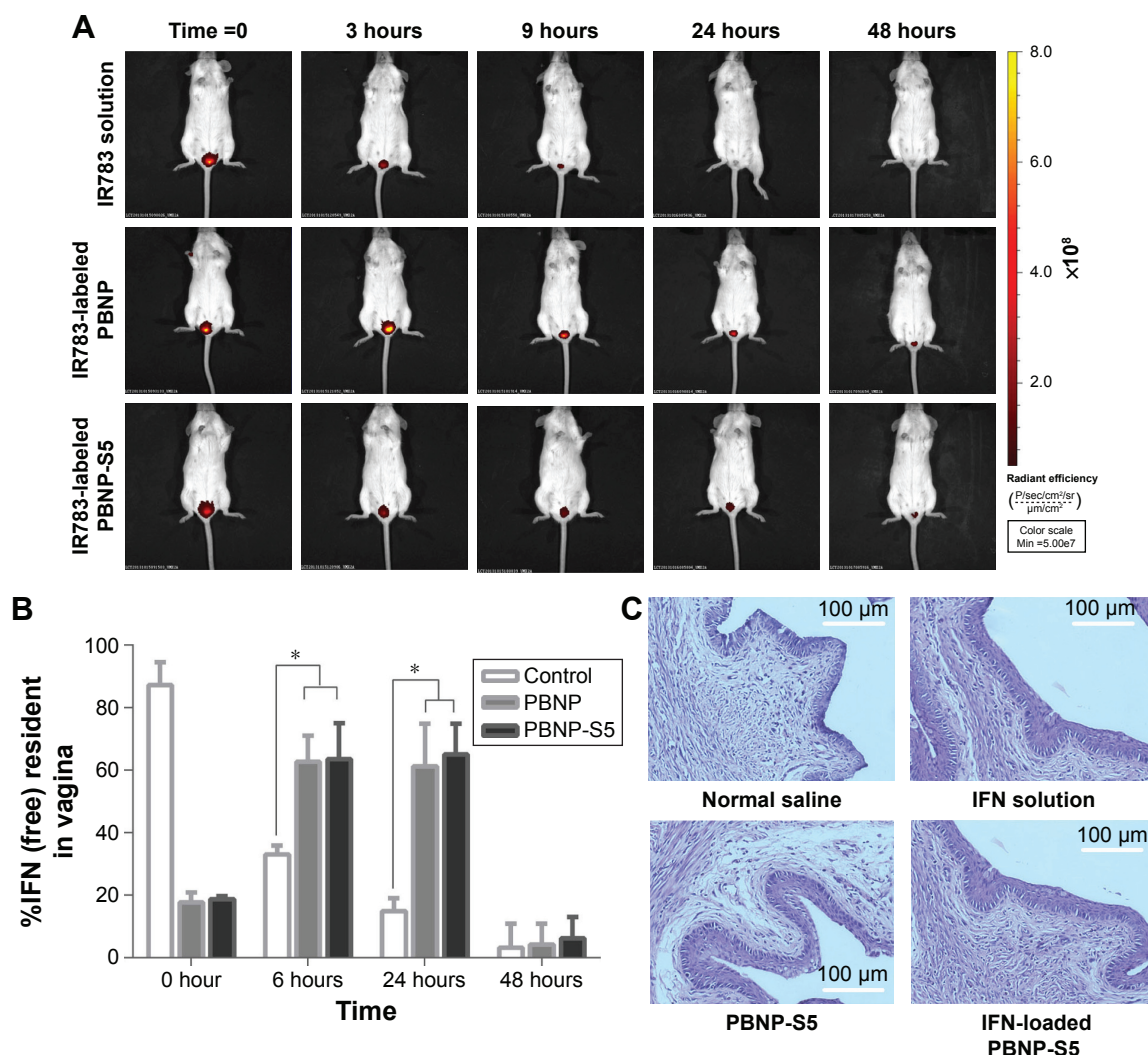 A
Time =0
3 hours
9 hours
24 hours
48 hours
IR783 solution
IR783-labeled
PBNP
IR783-labeled
PBNP-S5
8.0
6.0
4.0
2.0
×10⁸
Radiant efficiency
(P/sec/cm²/sr
µm/cm²)
Color scale
Min =5.00e7
B
%IFN (free) resident
in vagina
100
80
60
40
20
0
*
*
Control
PBNP
PBNP-S5
0 hour
6 hours
24 hours
48 hours
Time
C
100 µm
100 µm
Normal saline
IFN solution
100 µm
100 µm
PBNP-S5
IFN-loaded
PBNP-S5